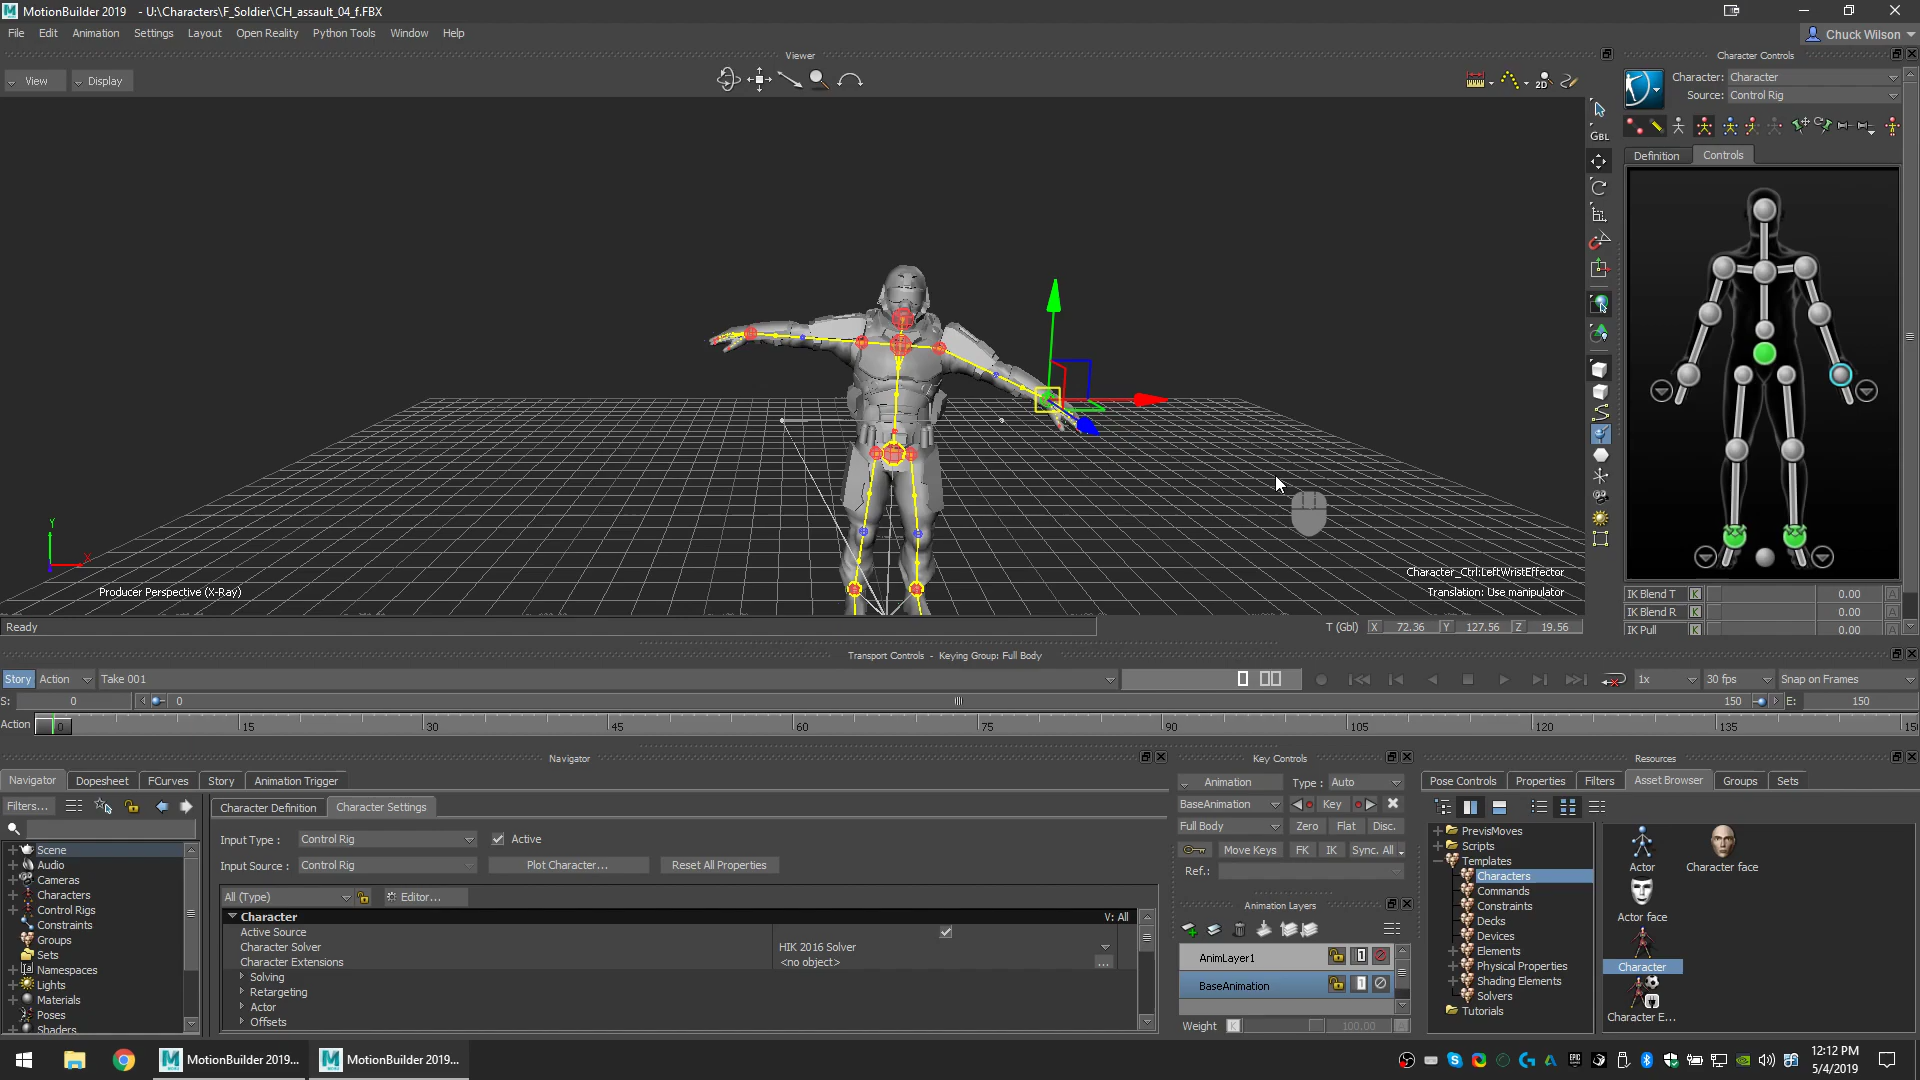 MotionBuilder 2019 - U:\Characters\F_Soldier\CH_assault_04_f.FBX
File Edit Animation Settings Layout Open Reality Python Tools Window Help
Chuck Wilson
Viewer
Character Controls
View Display
2D
Character: Character
Source: Control Rig
GBL
Definition Controls
Y
X
Producer Perspective (X-Ray)
Character_Ctrl:LeftWristEffector
Translation: Use manipulator
IK Blend T K 0.00 A
IK Blend R K 0.00 A
IK Pull K 0.00 A
Ready
T (Gbl) X 72.36 Y 127.56 Z 19.56
Transport Controls - Keying Group: Full Body
Story Action Take 001 1x 30 fps Snap on Frames
S: 0 0 150 E: 150
Action 0 15 30 45 60 75 90 105 120 135 15
Navigator
Navigator Dopesheet FCurves Story Animation Trigger
Filters...
Scene
Audio
Cameras
Characters
Control Rigs
Constraints
Groups
Sets
Namespaces
Lights
Materials
Poses
Shaders
Character Definition Character Settings
Input Type : Control Rig Active
Input Source : Control Rig Plot Character... Reset All Properties
All (Type) Editor...
Character V: All
Active Source
Character Solver HIK 2016 Solver
Character Extensions <no object> ...
Solving
Retargeting
Actor
Offsets
Key Controls
Animation Type : Auto
BaseAnimation Key
Full Body Zero Flat Disc.
Move Keys FK IK Sync. All
Ref.:
Animation Layers
AnimLayer1 1
BaseAnimation 1
Weight K 100.00 A
Resources
Pose Controls Properties Filters Asset Browser Groups Sets
PrevisMoves
Scripts
Templates
Characters
Commands
Constraints
Decks
Devices
Elements
Physical Properties
Shading Elements
Solvers
Tutorials
Actor
Character face
Actor face
Character
Character E...
MotionBuilder 2019...
MotionBuilder 2019...
12:12 PM
5/4/2019